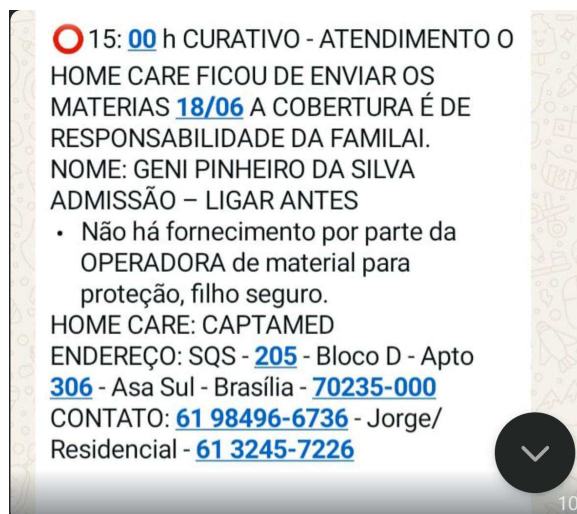 ⭕15: 00 h CURATIVO - ATENDIMENTO O
HOME CARE FICOU DE ENVIAR OS
MATERIAS 18/06 A COBERTURA É DE
RESPONSABILIDADE DA FAMILAI.
NOME: GENI PINHEIRO DA SILVA
ADMISSÃO – LIGAR ANTES
• Não há fornecimento por parte da
OPERADORA de material para
proteção, filho seguro.
HOME CARE: CAPTAMED
ENDEREÇO: SQS - 205 - Bloco D - Apto
306 - Asa Sul - Brasília - 70235-000
CONTATO: 61 98496-6736 - Jorge/
Residencial - 61 3245-7226
10